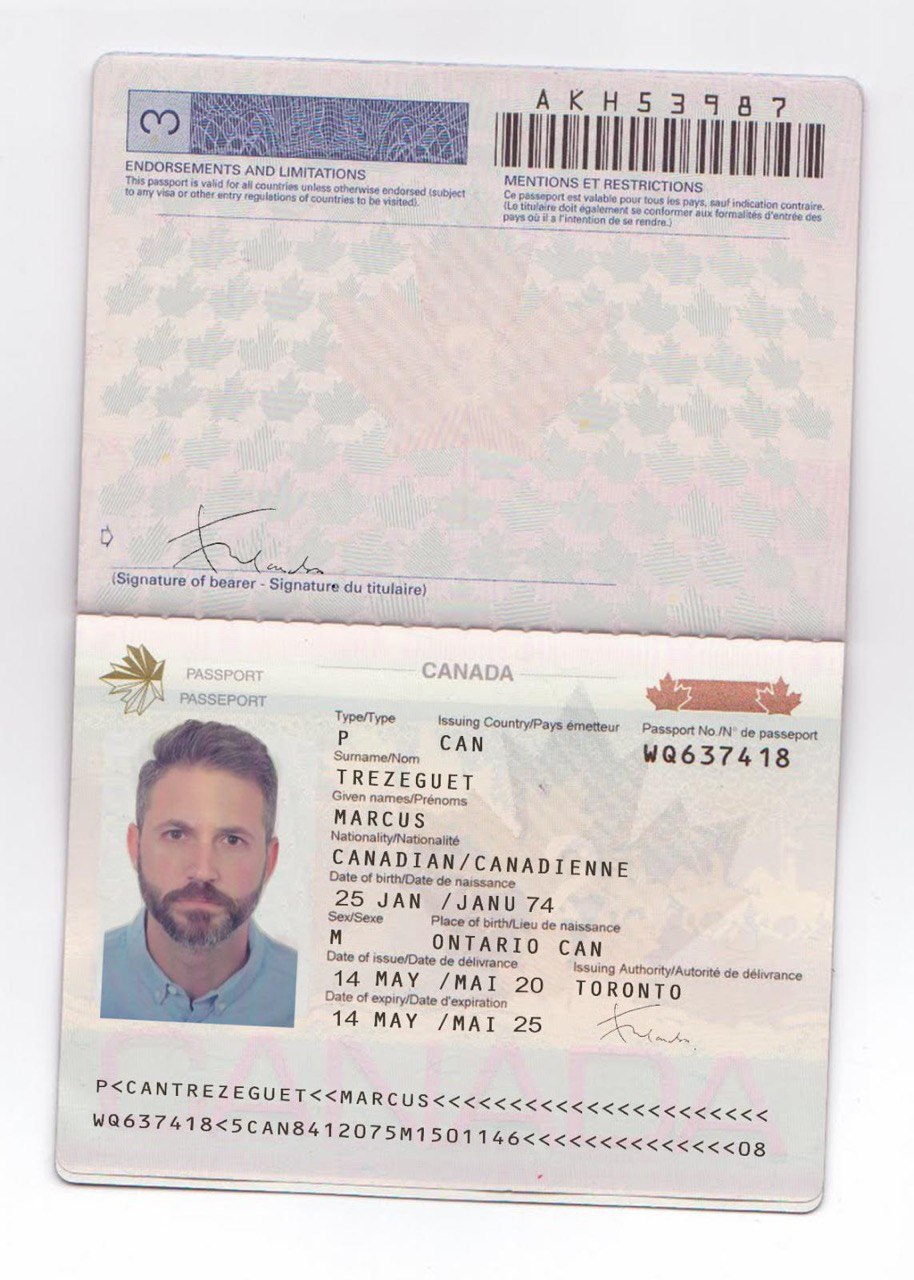 3
AKH53987
ENDORSEMENTS AND LIMITATIONS
This passport is valid for all countries unless otherwise endorsed (subject
to any visa or other entry regulations of countries to be visited).
MENTIONS ET RESTRICTIONS
Ce passeport est valable pour tous les pays, sauf indication contraire.
(Le titulaire doit également se conformer aux formalités d'entrée des
pays où il a l'intention de se rendre.)
(Signature of bearer - Signature du titulaire)
PASSPORT
PASSEPORT
CANADA
Type/Type Issuing Country/Pays émetteur Passport No./N° de passeport
P CAN WQ637418
Surname/Nom
TREZEGUET
Given names/Prénoms
MARCUS
Nationality/Nationalité
CANADIAN/CANADIENNE
Date of birth/Date de naissance
25 JAN /JANU 74
Sex/Sexe Place of birth/Lieu de naissance
M ONTARIO CAN
Date of issue/Date de délivrance Issuing Authority/Autorité de délivrance
14 MAY /MAI 20 TORONTO
Date of expiry/Date d'expiration
14 MAY /MAI 25
CANADA
P<CANTREZEGUET<<MARCUS<<<<<<<<<<<<<<<<<<<<<<
WQ637418<5CAN8412075M1501146<<<<<<<<<<<<<<08